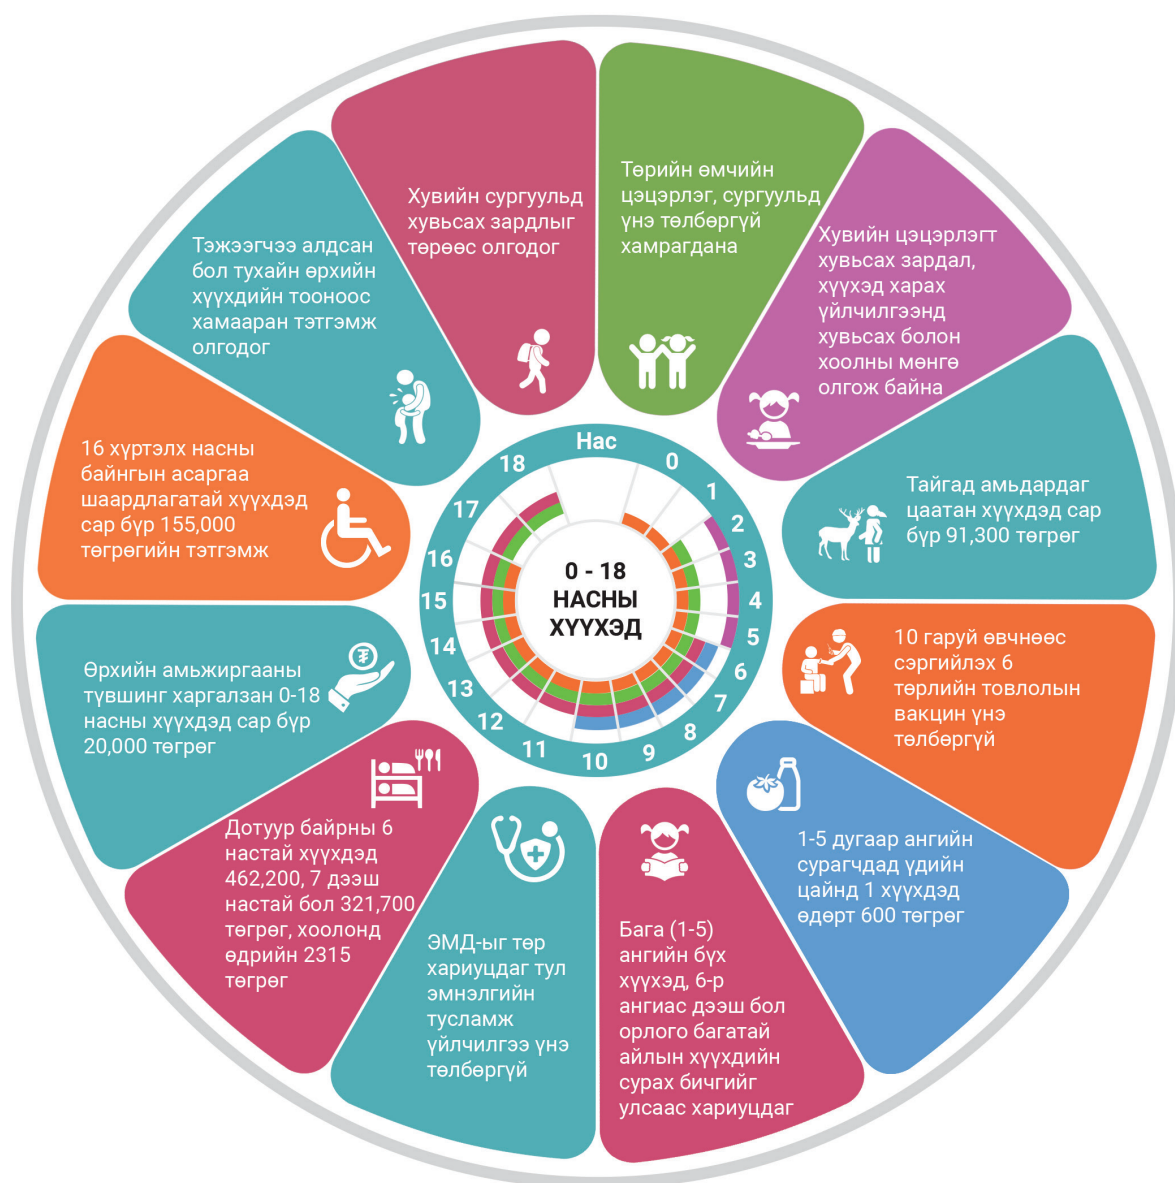 Хувийн сургуульд
хувьсах зардлыг
төрөөс олгодог
Төрийн өмчийн
цэцэрлэг, сургуульд
үнэ төлбөргүй
хамрагдана
Хувийн цэцэрлэгт
хувьсах зардал,
хүүхэд харах
үйлчилгээнд
хувьсах болон
хоолны мөнгө
олгож байна
Тайгад амьдардаг
цаатан хүүхдэд сар
бүр 91,300 төгрөг
10 гаруй өвчнөөс
сэргийлэх 6
төрлийн товлолын
вакцин үнэ
төлбөргүй
1-5 дугаар ангийн
сурагчдад үдийн
цайнд 1 хүүхдэд
өдөрт 600 төгрөг
Бага (1-5)
ангийн бүх
хүүхэд, 6-р
ангиас дээш бол
орлого багатай
айлын хүүхдийн
сурах бичгийг
улсаас хариуцдаг
ЭМД-ыг төр
хариуцдаг тул
эмнэлгийн
тусламж
үйлчилгээ үнэ
төлбөргүй
Дотуур байрны 6
настай хүүхдэд
462,200, 7 дээш
настай бол 321,700
төгрөг, хоолонд
өдрийн 2315
төгрөг
Өрхийн амьжиргааны
түвшинг харгалзан 0-18
насны хүүхдэд сар бүр
20,000 төгрөг
₮
16 хүртэлх насны
байнгын асаргаа
шаардлагатай хүүхдэд
сар бүр 155,000
төгрөгийн тэтгэмж
Тэжээгчээ алдсан
бол тухайн өрхийн
хүүхдийн тооноос
хамааран тэтгэмж
олгодог
Нас
0
1
2
3
4
5
6
7
8
9
10
11
12
13
14
15
16
17
18
0 - 18
НАСНЫ
ХҮҮХЭД